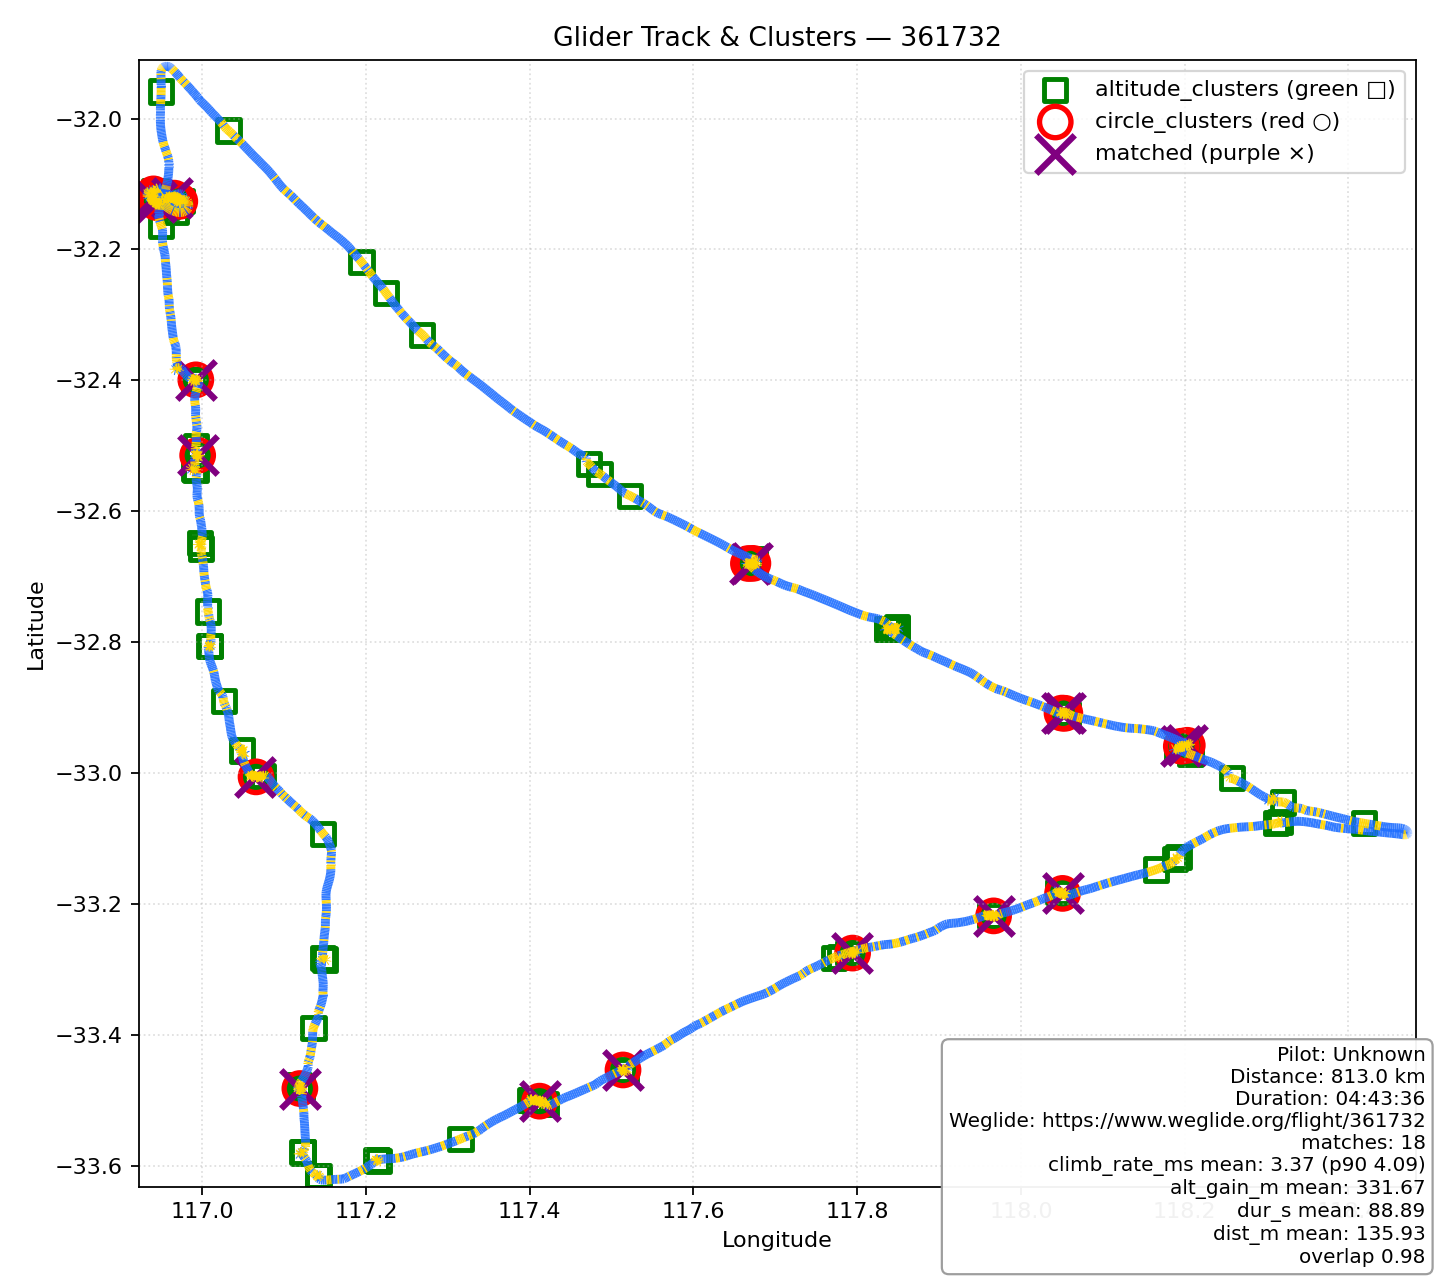 Glider Track & Clusters — 361732
altitude_clusters (green □)
circle_clusters (red ○)
matched (purple ×)
−32.0
−32.2
−32.4
−32.6
−32.8
−33.0
−33.2
−33.4
−33.6
Latitude
117.0
117.2
117.4
117.6
117.8
118.0
118.2
Longitude
Pilot: Unknown
Distance: 813.0 km
Duration: 04:43:36
Weglide: https://www.weglide.org/flight/361732
matches: 18
climb_rate_ms mean: 3.37 (p90 4.09)
alt_gain_m mean: 331.67
dur_s mean: 88.89
dist_m mean: 135.93
overlap 0.98